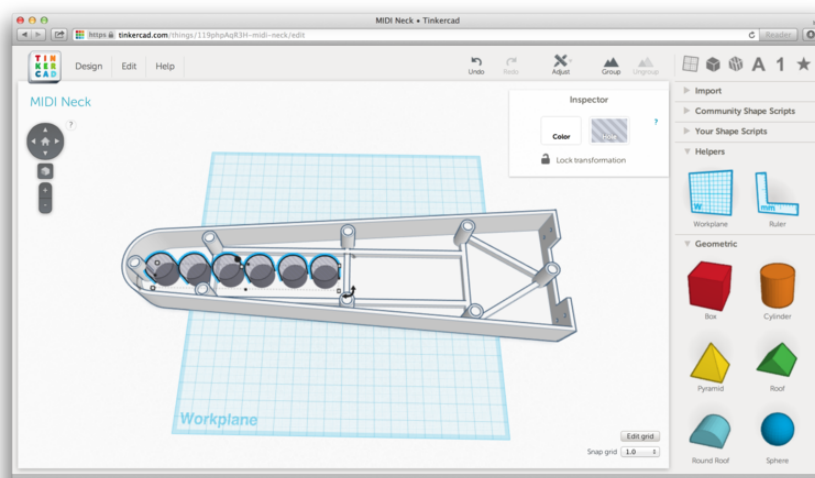 MIDI Neck • Tinkercad
https tinkercad.com/things/119phpAqR3H-midi-neck/edit
Reader
TIN
KER
CAD
Design
Edit
Help
Undo
Redo
Adjust
Group
Ungroup
A
1
MIDI Neck
?
+
-
Inspector
Color
Hole
?
Lock transformation
Import
Community Shape Scripts
Your Shape Scripts
Helpers
W
mm
Workplane
Ruler
Geometric
Box
Cylinder
Pyramid
Roof
Round Roof
Sphere
Workplane
Edit grid
Snap grid
1.0